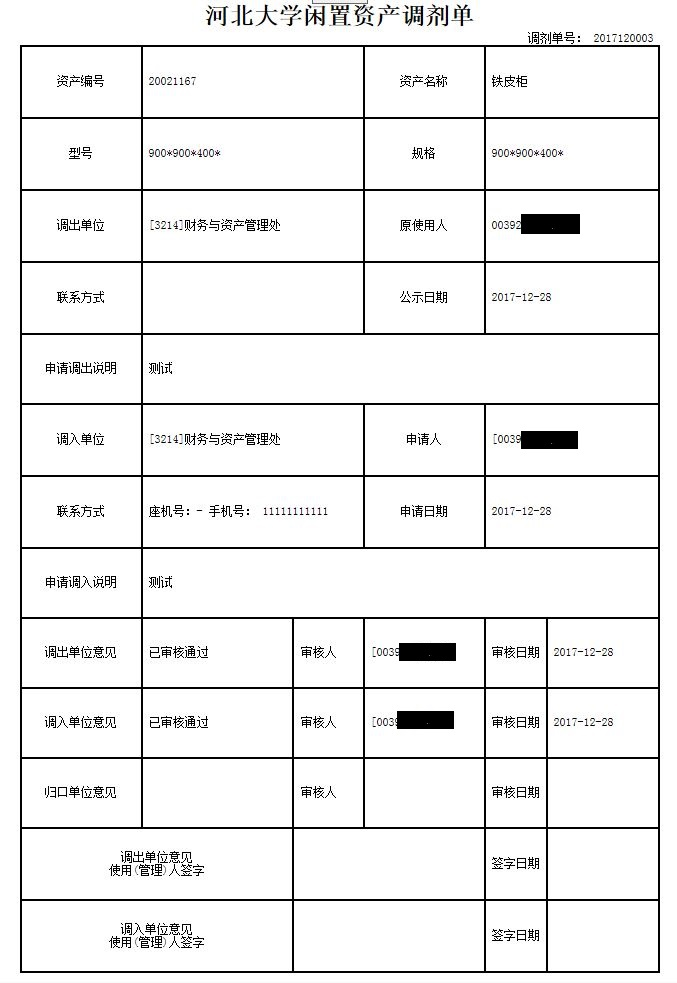 河北大学闲置资产调剂单
调剂单号： 2017120003
资产编号 20021167 资产名称 铁皮柜
型号 900*900*400* 规格 900*900*400*
调出单位 [3214]财务与资产管理处 原使用人 00392
联系方式 公示日期 2017-12-28
申请调出说明 测试
调入单位 [3214]财务与资产管理处 申请人 [0039
联系方式 座机号：- 手机号： 11111111111 申请日期 2017-12-28
申请调入说明 测试
调出单位意见 已审核通过 审核人 [0039 审核日期 2017-12-28
调入单位意见 已审核通过 审核人 [0039 审核日期 2017-12-28
归口单位意见 审核人 审核日期
调出单位意见
使用(管理)人签字 签字日期
调入单位意见
使用(管理)人签字 签字日期